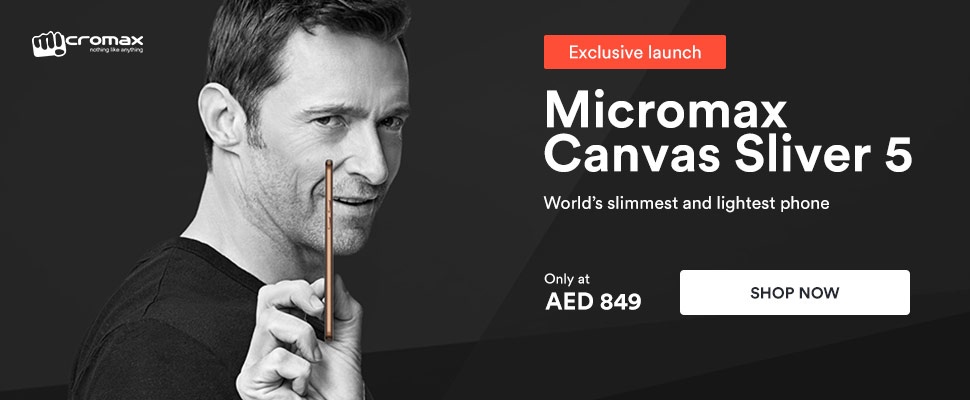 micromax
nothing like anything
Exclusive launch
Micromax
Canvas Sliver 5
World's slimmest and lightest phone
Only at
AED 849
SHOP NOW